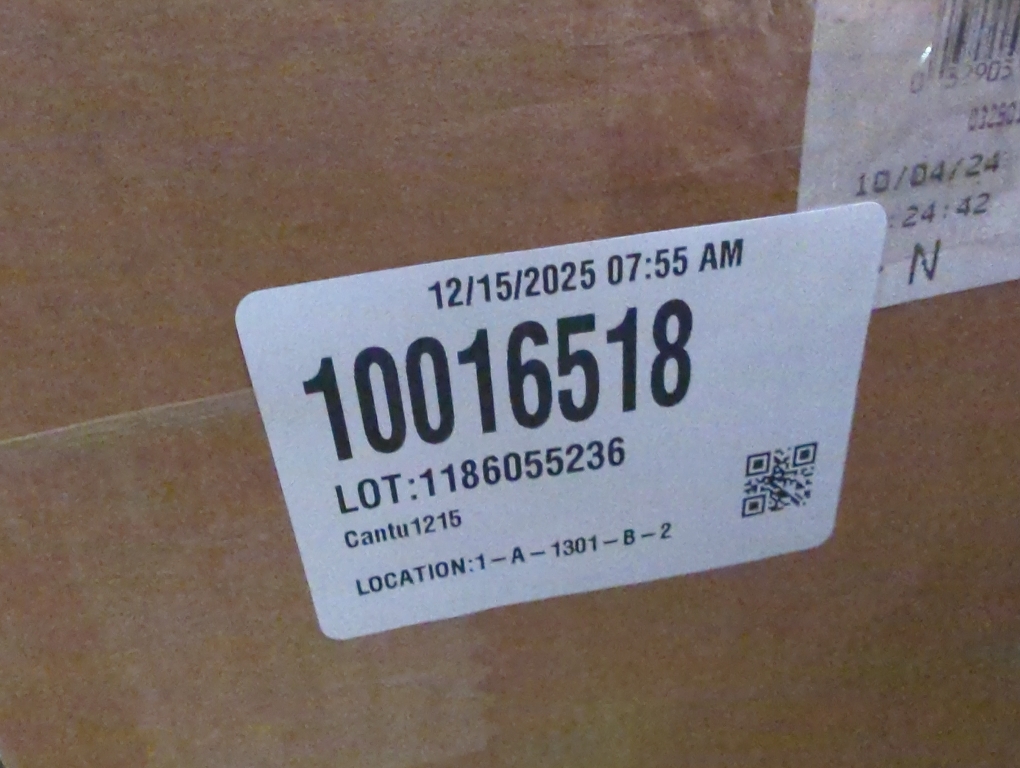 10/04/24
24:42
N
12/15/2025 07:55 AM
10016518
LOT:1186055236
Cantu1215
LOCATION:1-A-1301-B-2